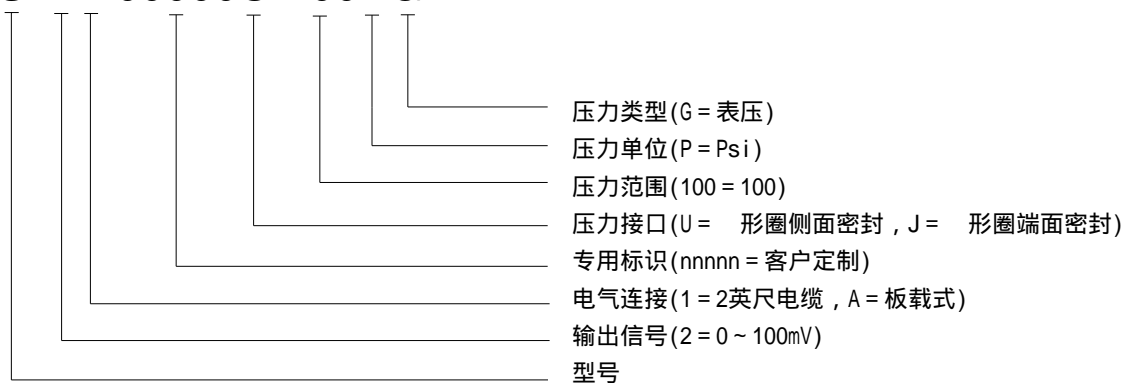 压力类型(G=表压)
压力单位(P=Psi)
压力范围(100=100)
压力接口(U= 形圈侧面密封,J= 形圈端面密封)
专用标识(nnnnn=客户定制)
电气连接(1=2英尺电缆,A=板载式)
输出信号(2=0~100mV)
型号